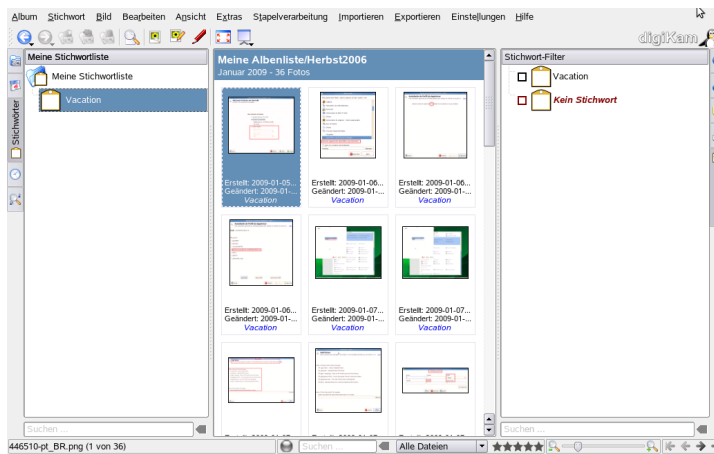 Album Stichwort Bild Bearbeiten Ansicht Extras Stapelverarbeitung Importieren Exportieren Einstellungen Hilfe
digiKam
Meine Stichwortliste
Meine Stichwortliste
Vacation
Stichwörter
Suchen ...
Meine Albenliste/Herbst2006
Januar 2009 - 36 Fotos
Erstellt: 2009-01-05...
Geändert: 2009-01-...
Vacation
Erstellt: 2009-01-06...
Geändert: 2009-01-...
Vacation
Erstellt: 2009-01-06...
Geändert: 2009-01-...
Vacation
Erstellt: 2009-01-06...
Geändert: 2009-01-...
Vacation
Erstellt: 2009-01-07...
Geändert: 2009-01-...
Vacation
Erstellt: 2009-01-07...
Geändert: 2009-01-...
Vacation
Stichwort-Filter
Vacation
Kein Stichwort
Suchen ...
446510-pt_BR.png (1 von 36)
Suchen ...
Alle Dateien